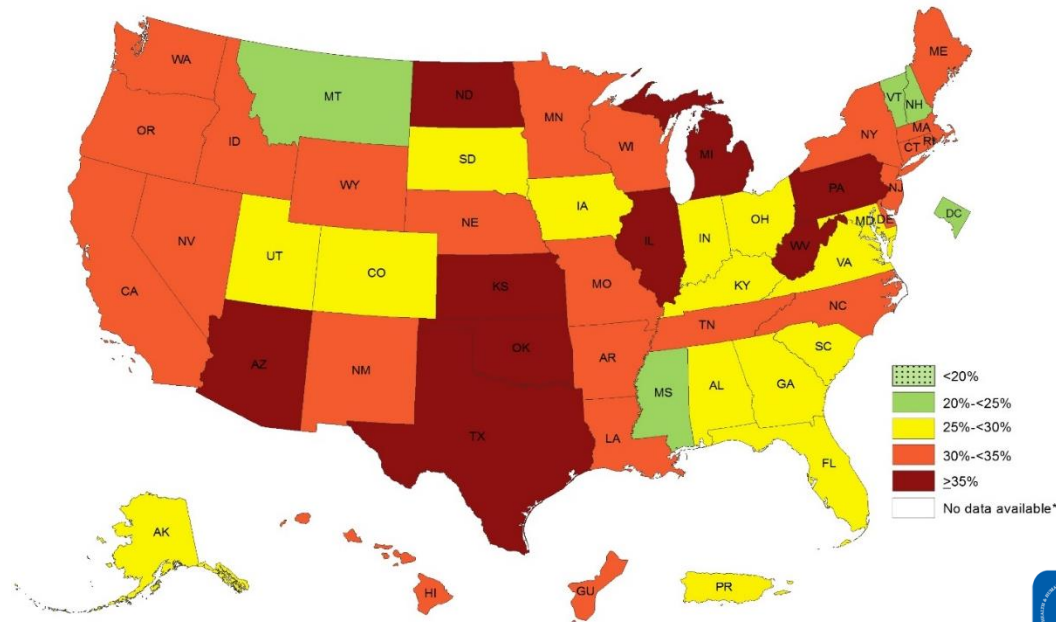 WA
OR
CA
NV
ID
MT
WY
UT
AZ
CO
NM
ND
SD
NE
KS
OK
TX
MN
IA
MO
AR
LA
WI
IL
MI
IN
OH
KY
TN
MS
AL
GA
FL
SC
NC
VA
WV
MD
DE
PA
NJ
NY
CT
RI
MA
VT
NH
ME
DC
AK
HI
GU
PR
<20%
20%-<25%
25%-<30%
30%-<35%
≥35%
No data available*